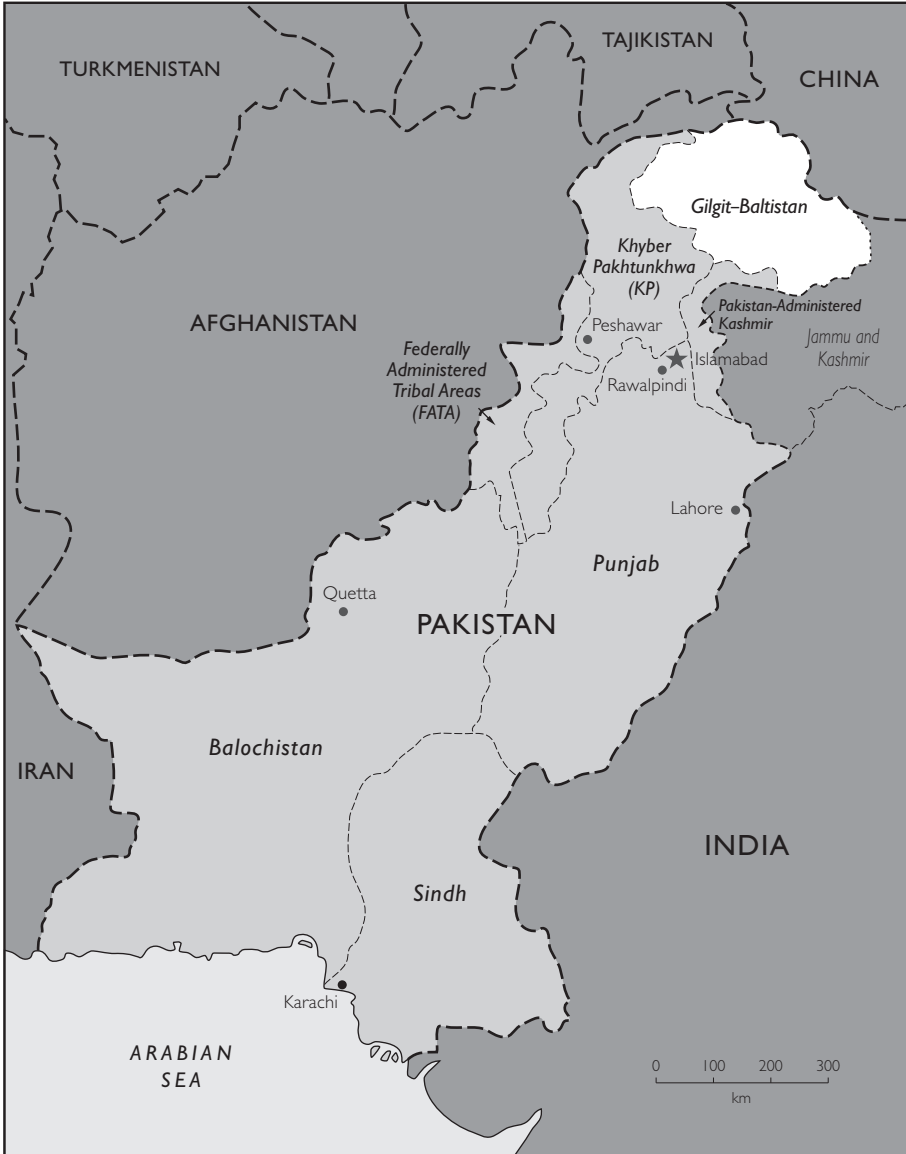 TURKMENISTAN
TAJIKISTAN
CHINA
Gilgit–Baltistan
Khyber
Pakhtunkhwa
(KP)
Pakistan-Administered
Kashmir
AFGHANISTAN
Peshawar
Jammu and
Kashmir
Federally
Administered
Tribal Areas
(FATA)
Islamabad
Rawalpindi
Lahore
Punjab
Quetta
PAKISTAN
Balochistan
IRAN
INDIA
Sindh
Karachi
ARABIAN
SEA
0 100 200 300
km